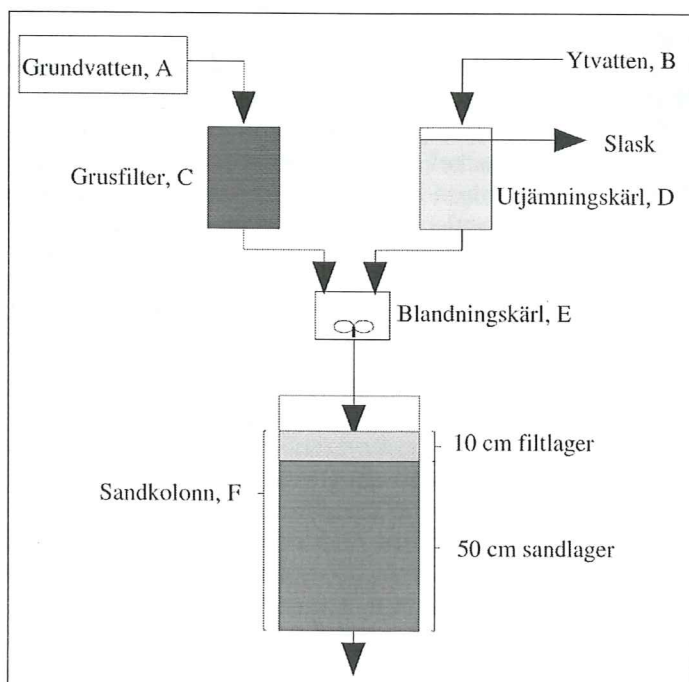 Grundvatten, A
Ytvatten, B
Slask
Grusfilter, C
Utjämningskärl, D
Blandningskärl, E
10 cm filtlager
Sandkolonn, F
50 cm sandlager